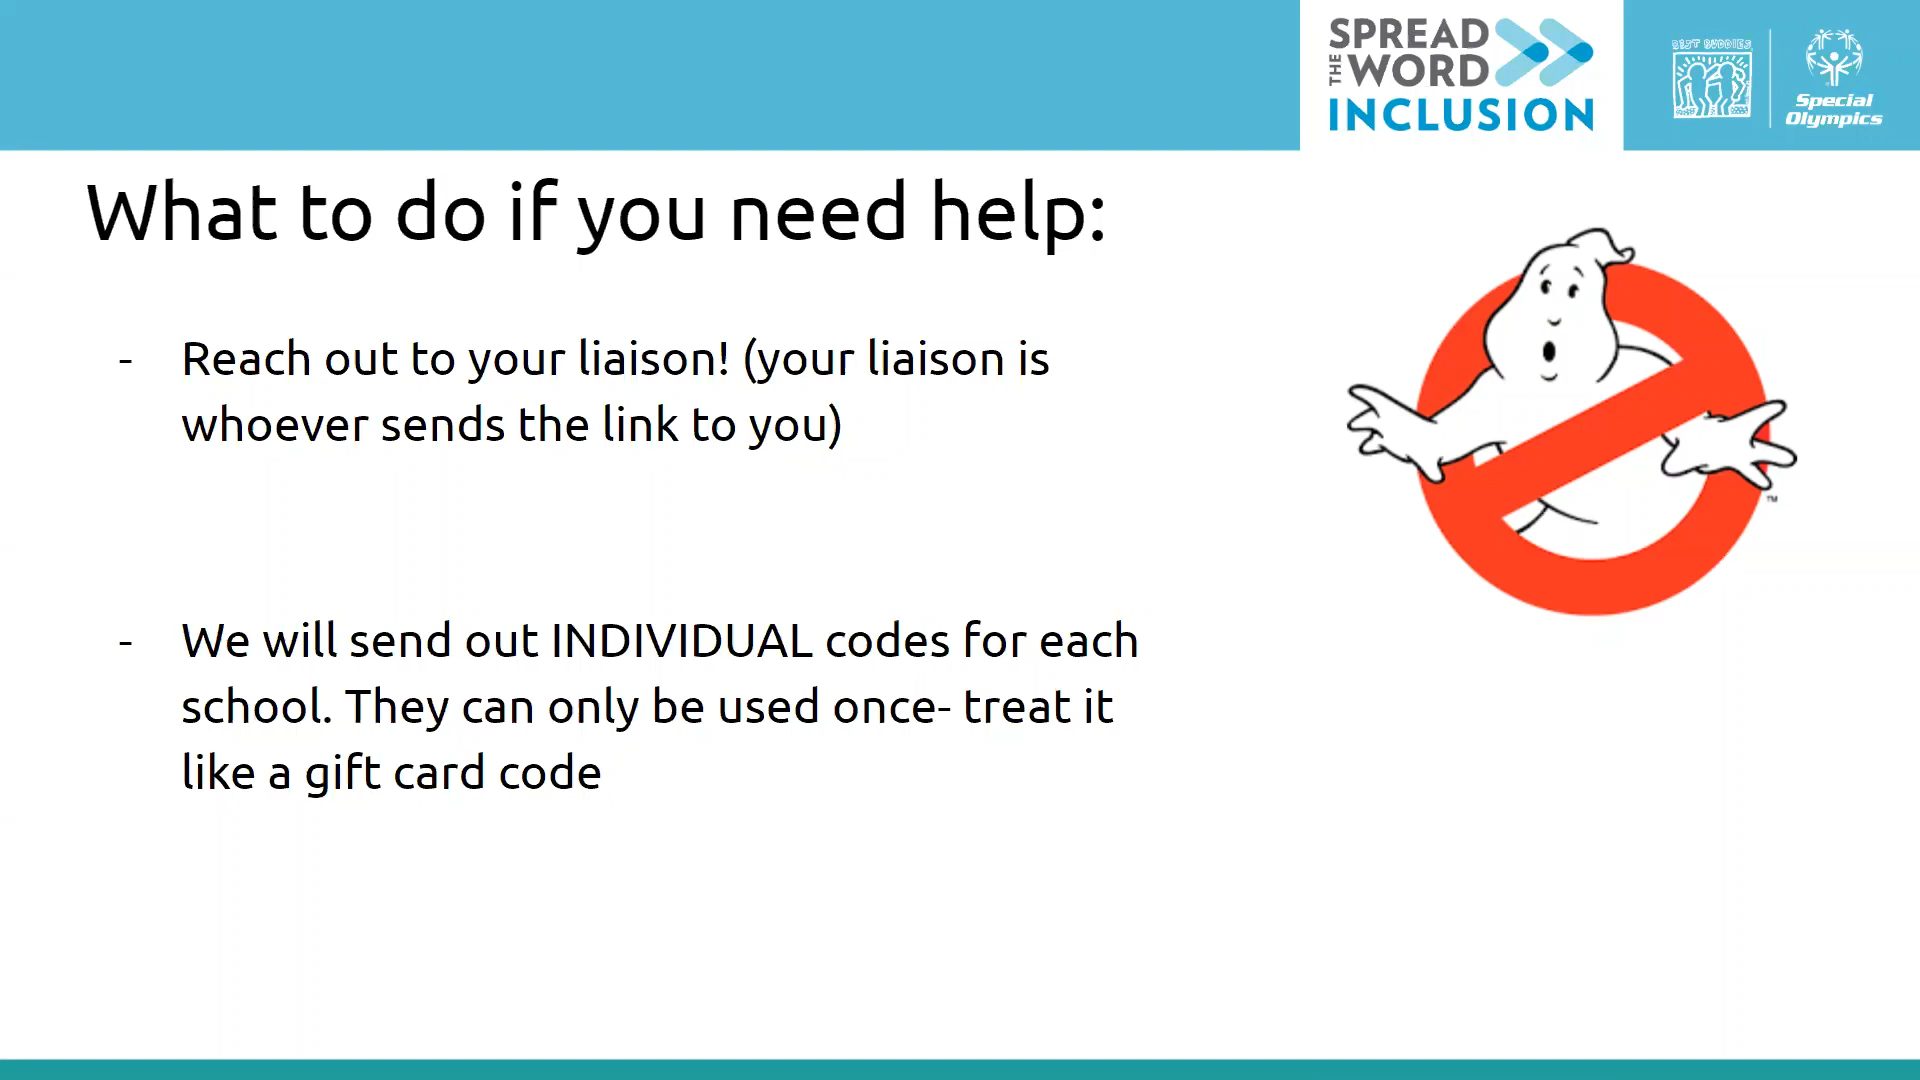 SPREAD
THE WORD
INCLUSION
BEST BUDDIES
Special
Olympics
What to do if you need help:
- Reach out to your liaison! (your liaison is
whoever sends the link to you)
- We will send out INDIVIDUAL codes for each
school. They can only be used once- treat it
like a gift card code
TM